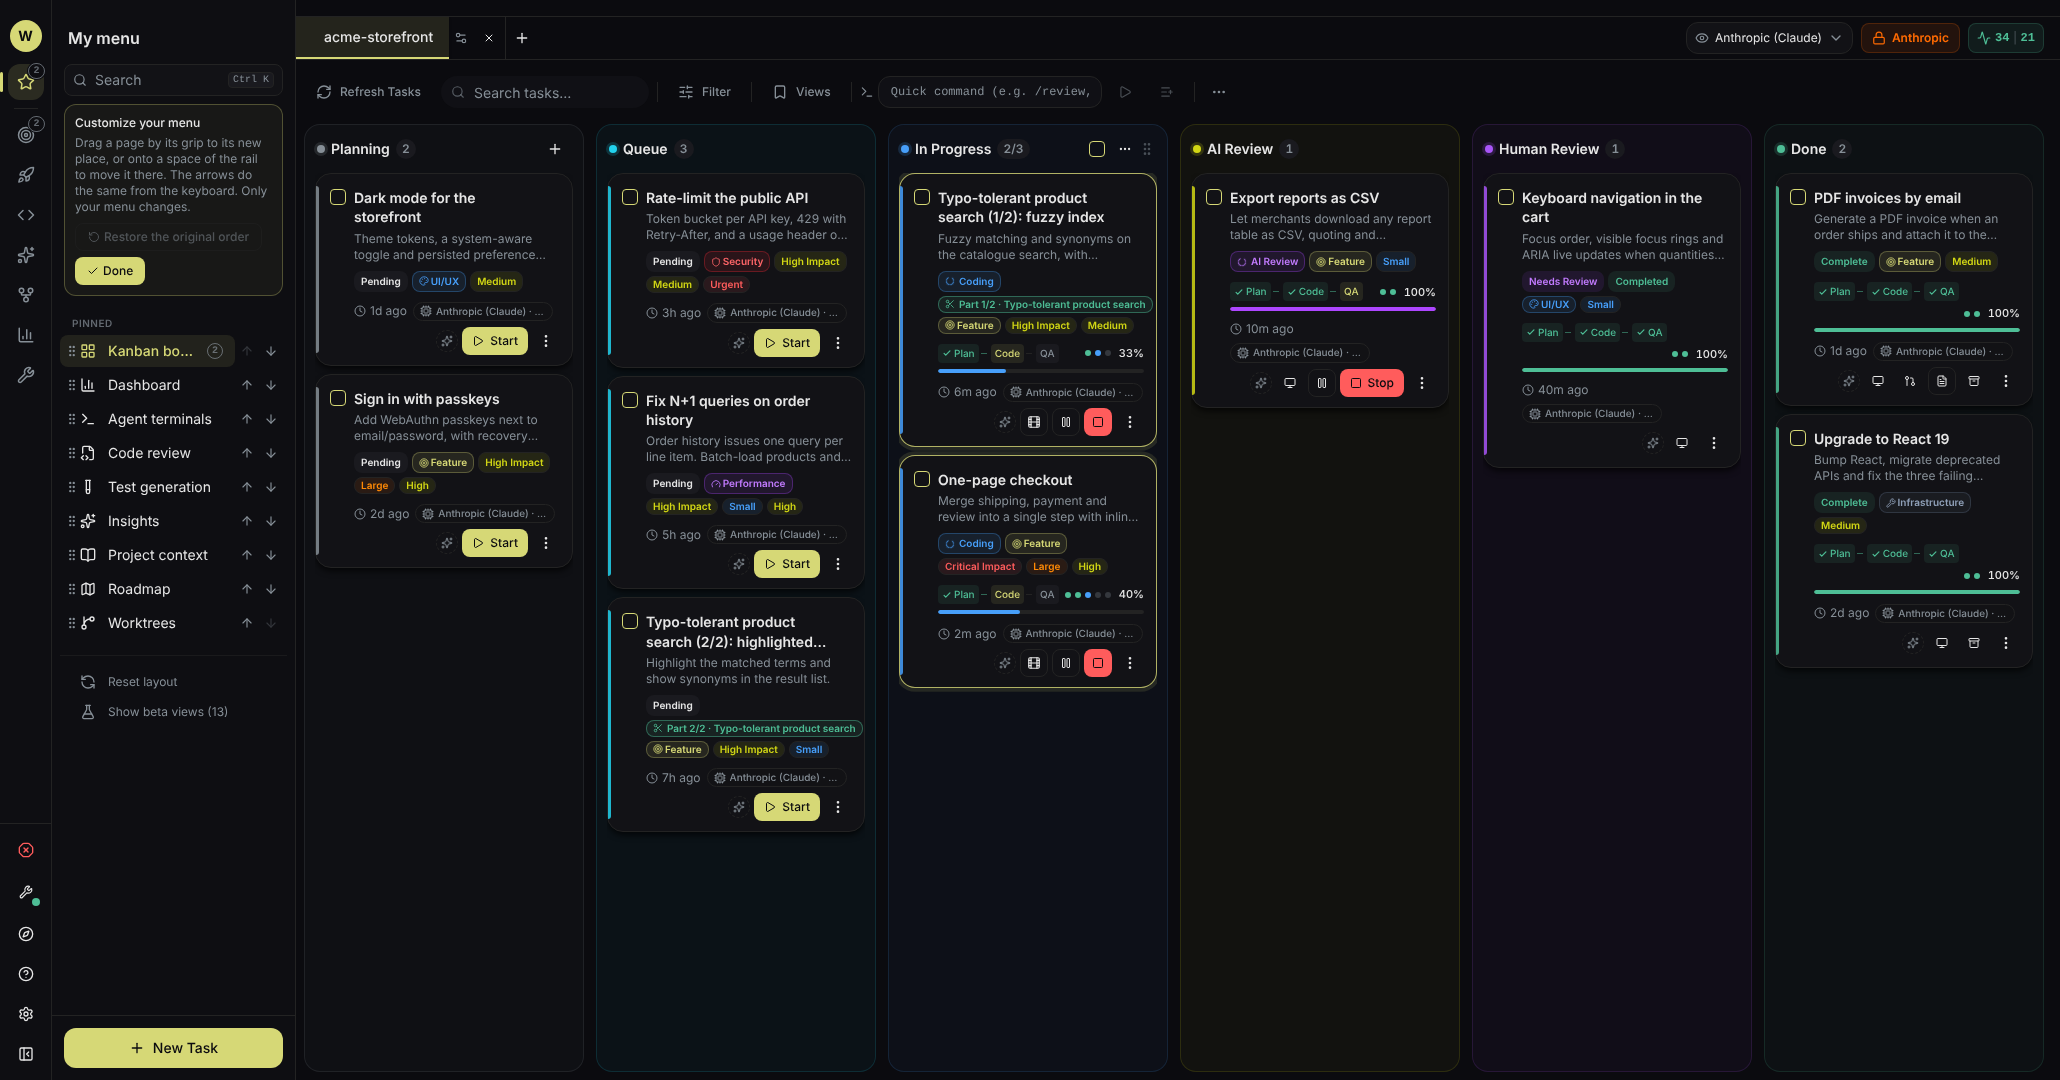 W
My menu
acme-storefront
Anthropic (Claude)
Anthropic
34 | 21
2
Search
Ctrl K
Refresh Tasks
Search tasks...
Filter
Views
Quick command (e.g. /review,
2
Customize your menu
Drag a page by its grip to its new
place, or onto a space of the rail
to move it there. The arrows do
the same from the keyboard. Only
your menu changes.
Restore the original order
Done
PINNED
Kanban bo... 2
Dashboard
Agent terminals
Code review
Test generation
Insights
Project context
Roadmap
Worktrees
Reset layout
Show beta views (13)
New Task
Planning 2
Dark mode for the
storefront
Theme tokens, a system-aware
toggle and persisted preference...
Pending UI/UX Medium
1d ago Anthropic (Claude) · ...
Start
Sign in with passkeys
Add WebAuthn passkeys next to
email/password, with recovery...
Pending Feature High Impact
Large High
2d ago Anthropic (Claude) · ...
Start
Queue 3
Rate-limit the public API
Token bucket per API key, 429 with
Retry-After, and a usage header o...
Pending Security High Impact
Medium Urgent
3h ago Anthropic (Claude) · ...
Start
Fix N+1 queries on order
history
Order history issues one query per
line item. Batch-load products and...
Pending Performance
High Impact Small High
5h ago Anthropic (Claude) · ...
Start
Typo-tolerant product
search (2/2): highlighted...
Highlight the matched terms and
show synonyms in the result list.
Pending
Part 2/2 · Typo-tolerant product search
Feature High Impact Small
7h ago Anthropic (Claude) · ...
Start
In Progress 2/3
Typo-tolerant product
search (1/2): fuzzy index
Fuzzy matching and synonyms on
the catalogue search, with...
Coding
Part 1/2 · Typo-tolerant product search
Feature High Impact Medium
Plan – Code – QA 33%
6m ago Anthropic (Claude) · ...
One-page checkout
Merge shipping, payment and
review into a single step with inlin...
Coding Feature
Critical Impact Large High
Plan – Code – QA 40%
2m ago Anthropic (Claude) · ...
AI Review 1
Export reports as CSV
Let merchants download any report
table as CSV, quoting and...
AI Review Feature Small
Plan – Code – QA 100%
10m ago
Anthropic (Claude) · ...
Stop
Human Review 1
Keyboard navigation in the
cart
Focus order, visible focus rings and
ARIA live updates when quantities...
Needs Review Completed
UI/UX Small
Plan – Code – QA
100%
40m ago
Anthropic (Claude) · ...
Done 2
PDF invoices by email
Generate a PDF invoice when an
order ships and attach it to the...
Complete Feature Medium
Plan – Code – QA
100%
1d ago Anthropic (Claude) · ...
Upgrade to React 19
Bump React, migrate deprecated
APIs and fix the three failing...
Complete Infrastructure
Medium
Plan – Code – QA
100%
2d ago Anthropic (Claude) · ...